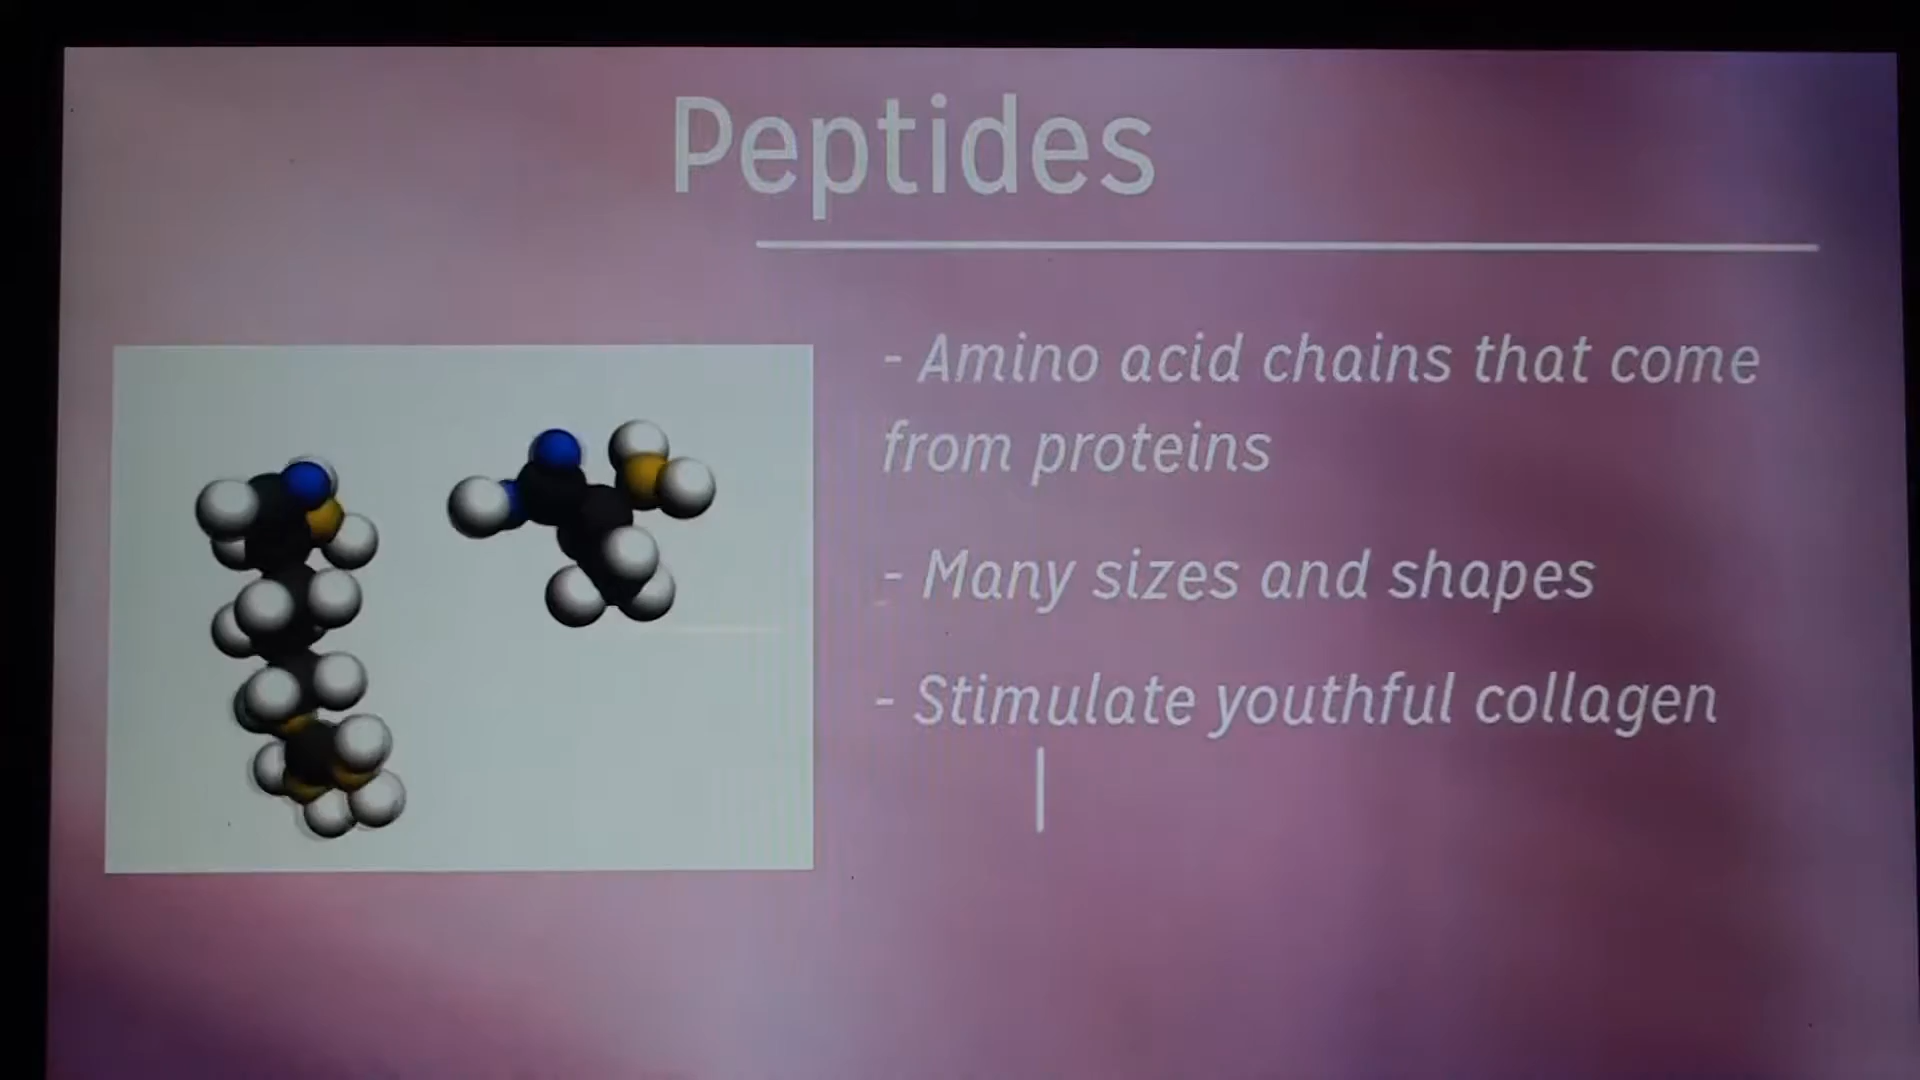 Peptides
- Amino acid chains that come
from proteins
- Many sizes and shapes
- Stimulate youthful collagen